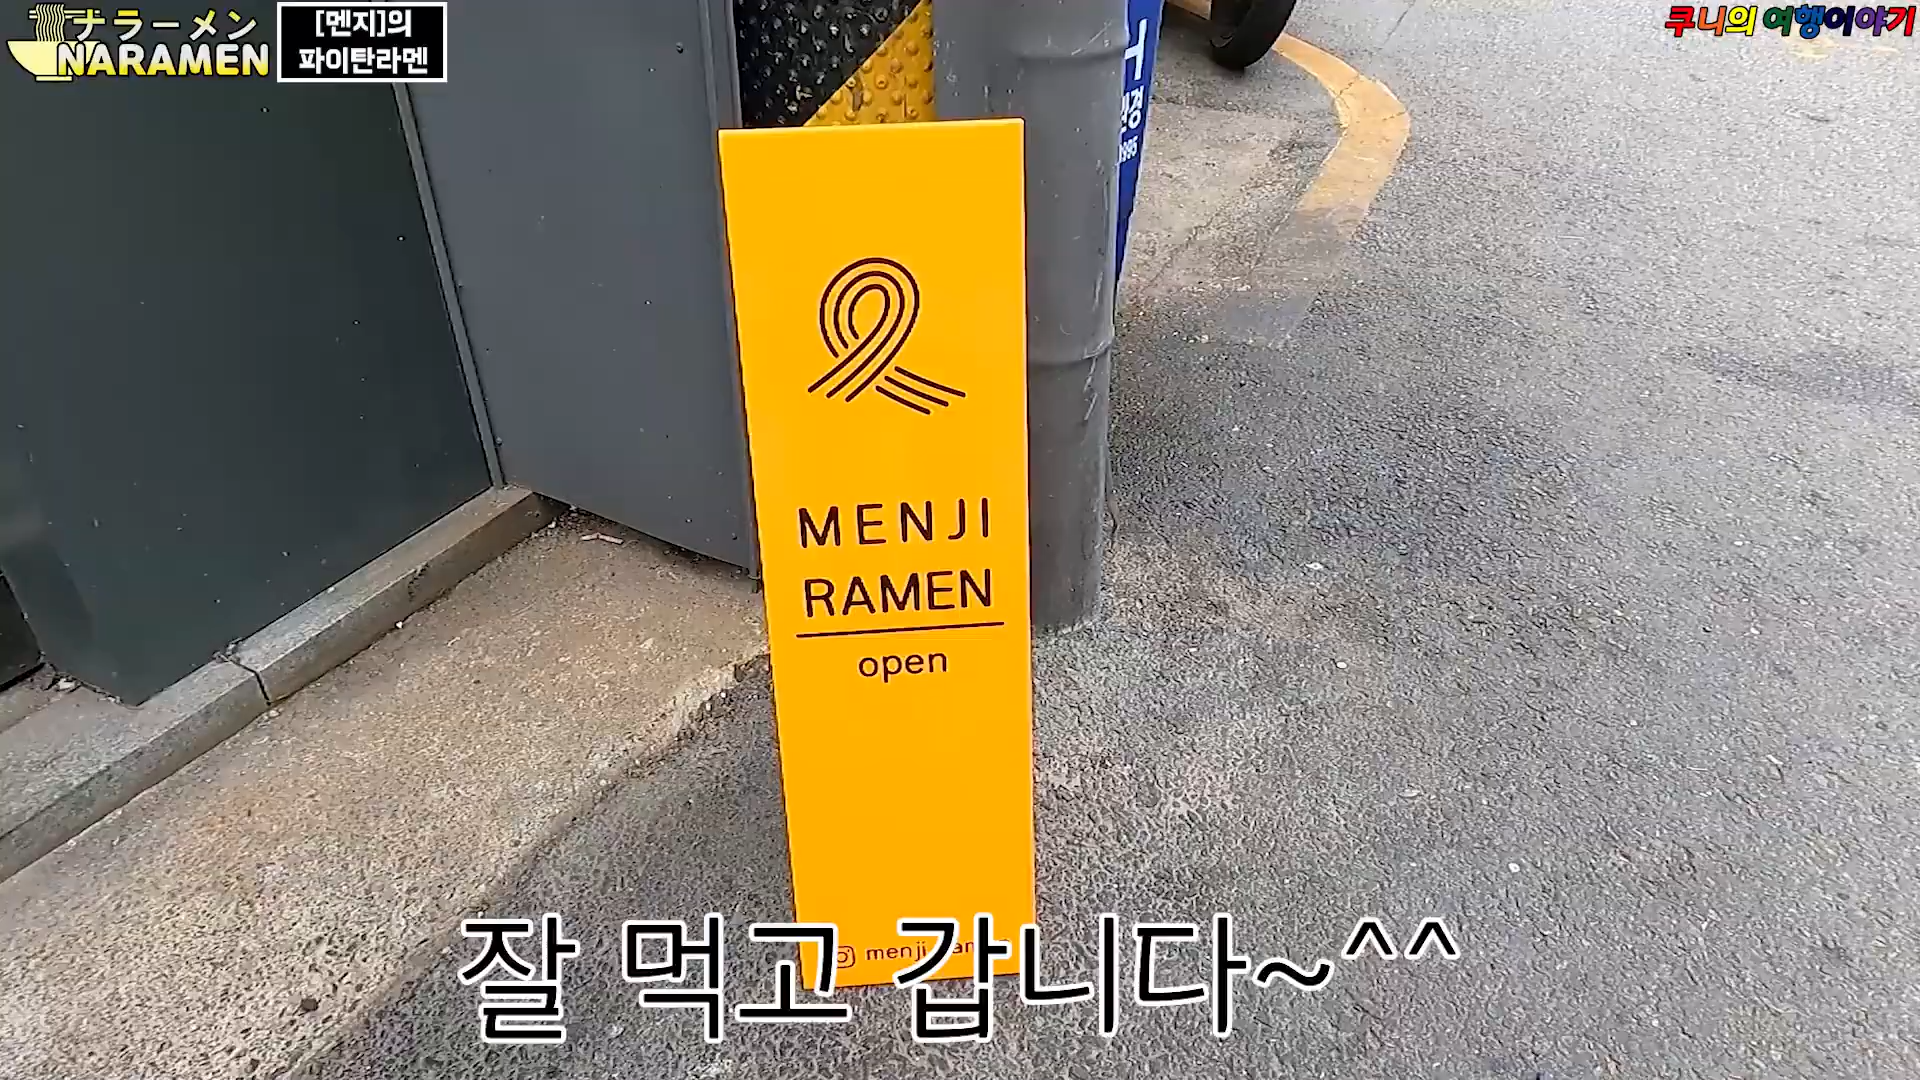 ナラーメン
NARAMEN
[멘지]의
파이탄라멘
쿠니의 여행이야기
MENJI
RAMEN
open
잘 먹고 갑니다~^^